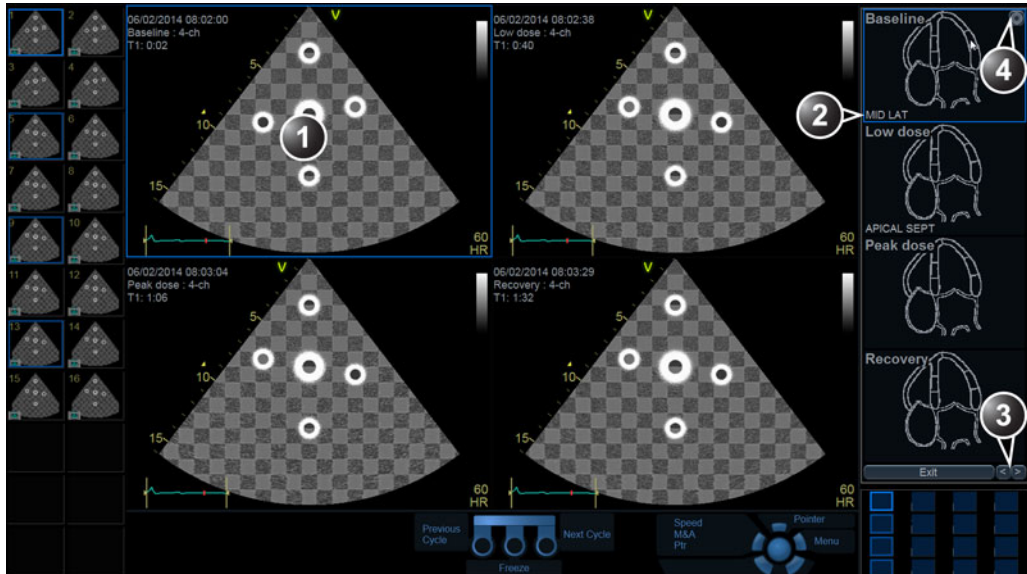 1
2
3
4
5
6
7
8
9
10
11
12
13
14
15
16
V
06/02/2014 08:02:00
Baseline : 4-ch
T1: 0:02
5
10
15
1
60
HR
06/02/2014 08:02:38
Low dose : 4-ch
T1: 0:40
5
10
15
60
HR
V
06/02/2014 08:03:04
Peak dose : 4-ch
T1: 1:06
5
10
15
60
HR
V
06/02/2014 08:03:29
Recovery : 4-ch
T1: 1:32
5
10
15
60
HR
V
Baseline
4
2
MID LAT
Low dose
APICAL SEPT
Peak dose
Recovery
3
Exit
<
>
Previous
Cycle
Next Cycle
Freeze
Speed
M&A
Ptr
Pointer
Menu